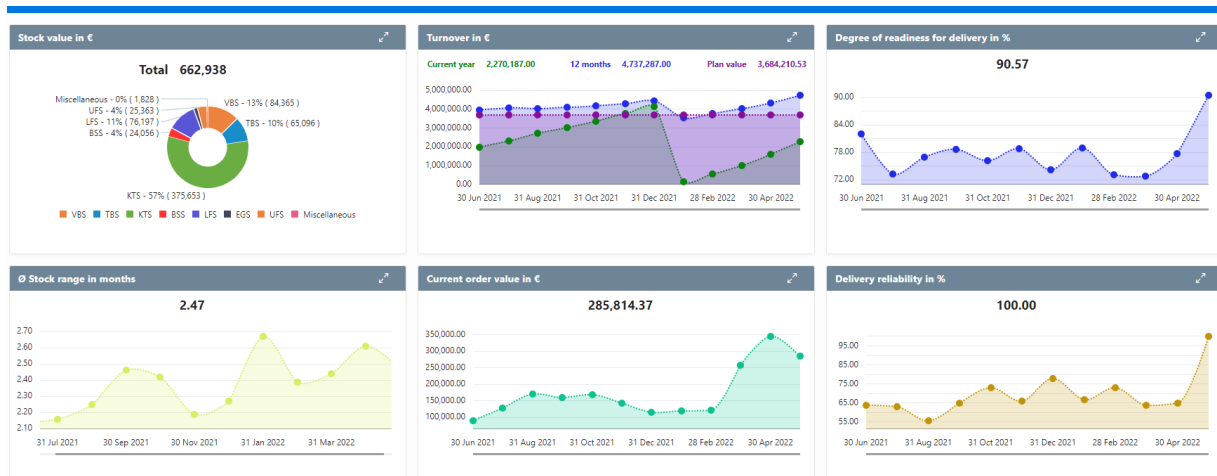 Stock value in €
Total 662,938
Miscellaneous - 0% ( 1,828 )
UFS - 4% ( 25,363 )
LFS - 11% ( 76,197 )
BSS - 4% ( 24,056 )
VBS - 13% ( 84,365 )
TBS - 10% ( 65,096 )
KTS - 57% ( 375,653 )
VBS TBS KTS BSS LFS EGS UFS Miscellaneous
Turnover in €
Current year 2,270,187.00 12 months 4,737,287.00 Plan value 3,684,210.53
5,000,000.00
4,000,000.00
3,000,000.00
2,000,000.00
1,000,000.00
0.00
30 Jun 2021 31 Aug 2021 31 Oct 2021 31 Dec 2021 28 Feb 2022 30 Apr 2022
Degree of readiness for delivery in %
90.57
90.00
84.00
78.00
72.00
30 Jun 2021 31 Aug 2021 31 Oct 2021 31 Dec 2021 28 Feb 2022 30 Apr 2022
Ø Stock range in months
2.47
2.70
2.60
2.50
2.40
2.30
2.20
2.10
31 Jul 2021 30 Sep 2021 30 Nov 2021 31 Jan 2022 31 Mar 2022
Current order value in €
285,814.37
350,000.00
300,000.00
250,000.00
200,000.00
150,000.00
100,000.00
30 Jun 2021 31 Aug 2021 31 Oct 2021 31 Dec 2021 28 Feb 2022 30 Apr 2022
Delivery reliability in %
100.00
95.00
85.00
75.00
65.00
55.00
30 Jun 2021 31 Aug 2021 31 Oct 2021 31 Dec 2021 28 Feb 2022 30 Apr 2022